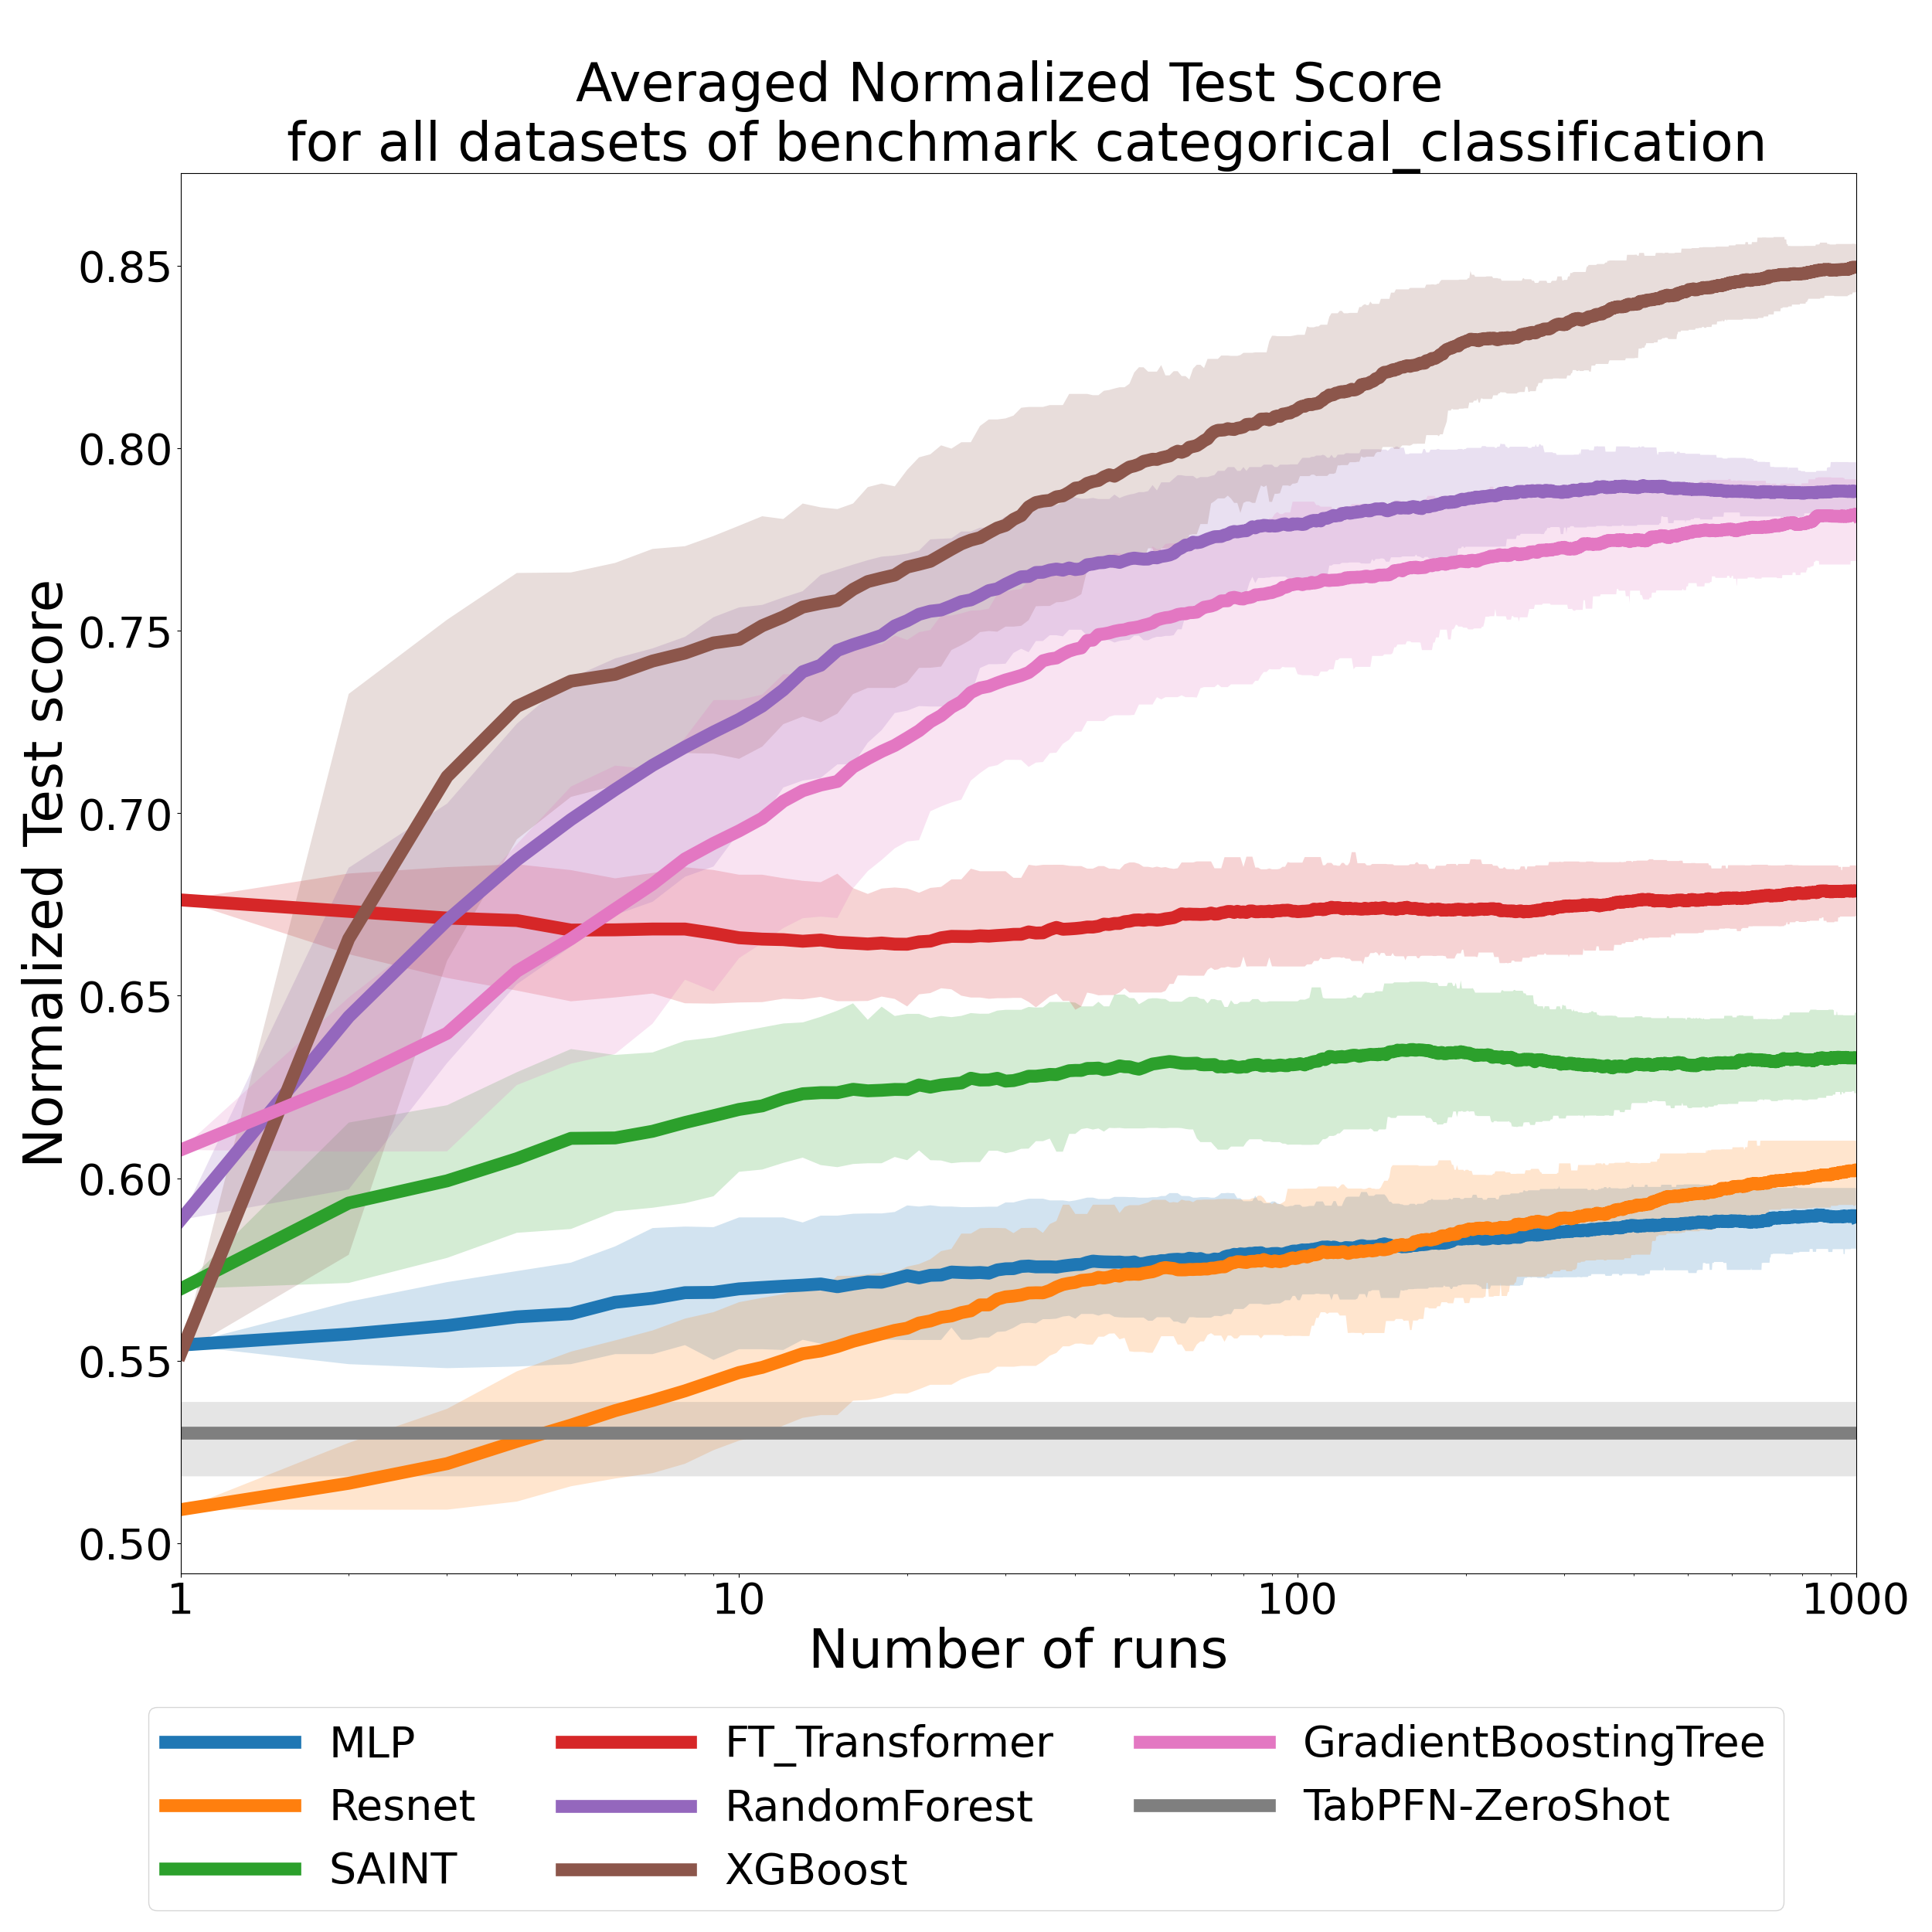 Averaged Normalized Test Score
for all datasets of benchmark categorical_classification
Normalized Test score
0.85
0.80
0.75
0.70
0.65
0.60
0.55
0.50
1
10
100
1000
Number of runs
MLP
Resnet
SAINT
FT_Transformer
RandomForest
XGBoost
GradientBoostingTree
TabPFN-ZeroShot